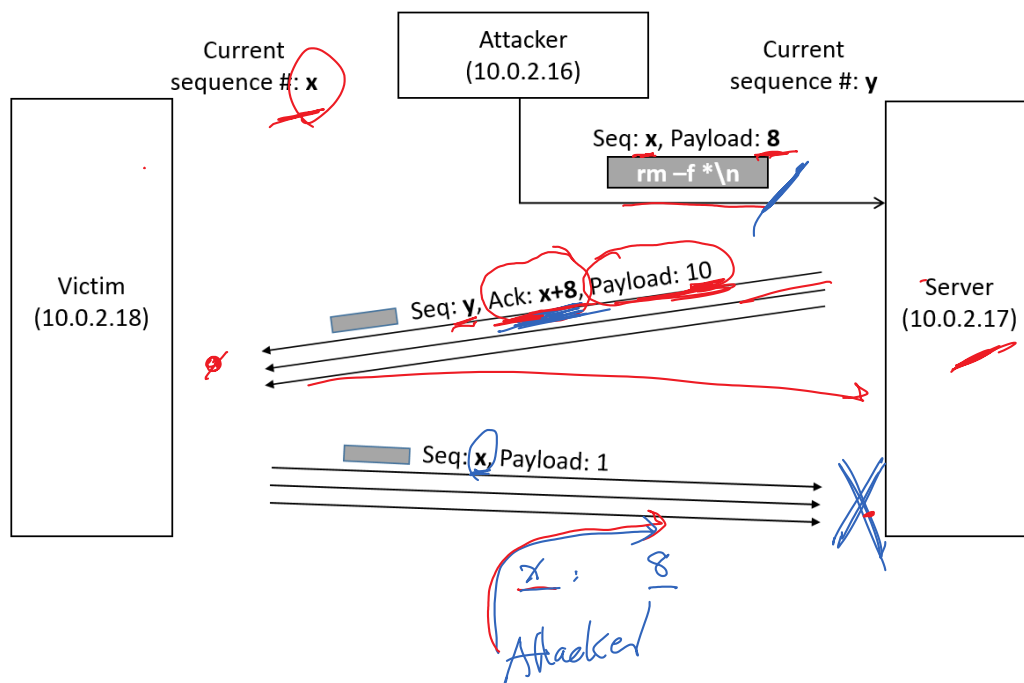 Current
sequence #: x
Attacker
(10.0.2.16)
Current
sequence #: y
Seq: x, Payload: 8
rm –f *\n
Victim
(10.0.2.18)
Seq: y, Ack: x+8, Payload: 10
Server
(10.0.2.17)
Seq: x, Payload: 1
x : 8
Attacker